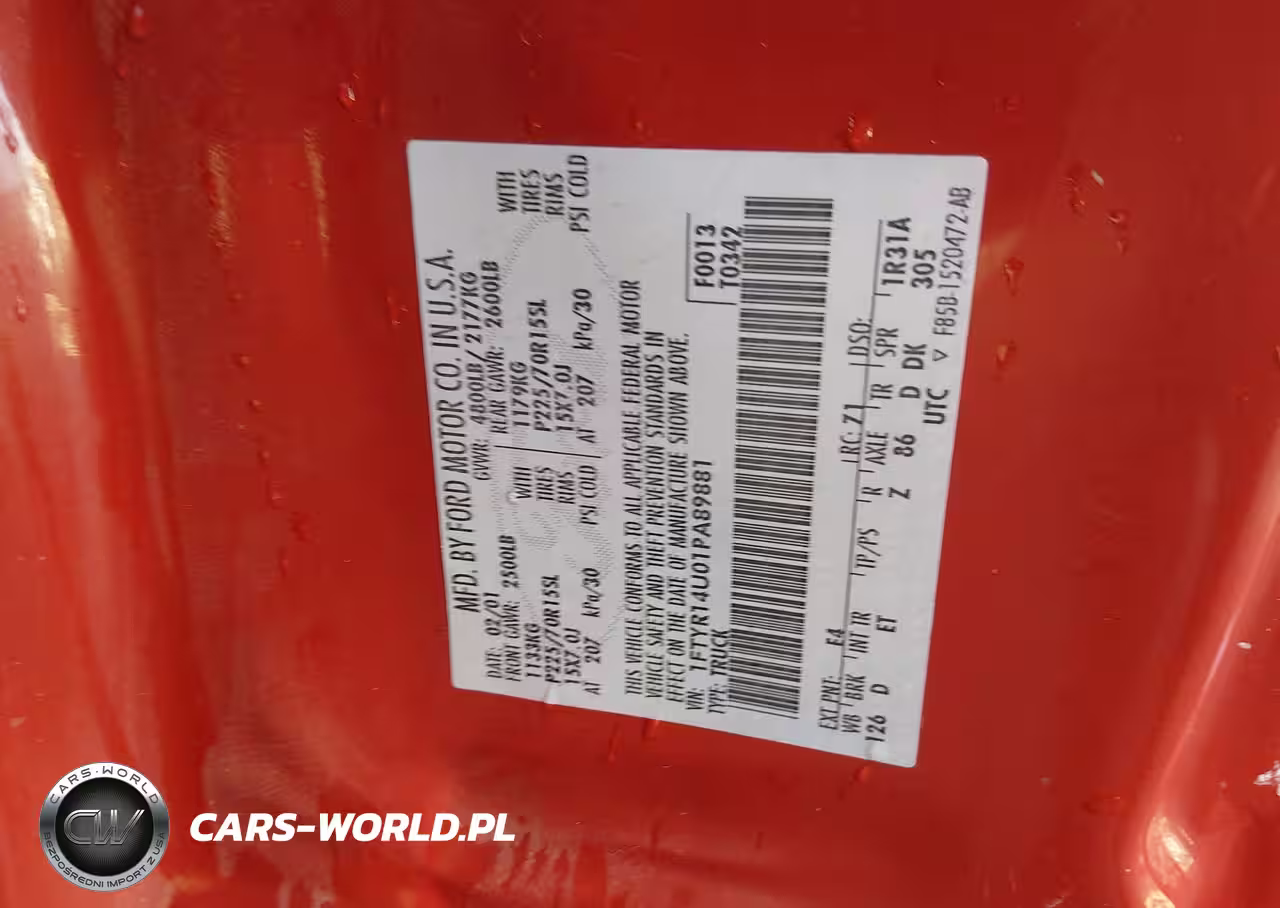 MFD. BY FORD MOTOR CO. IN U.S.A.
DATE: 02/01 GVWR: 4800LB/2177KG
FRONT GAWR: 2500LB REAR GAWR: 2600LB
1133KG WITH 1179KG WITH
P225/70R15SL TIRES P225/70R15SL TIRES
15X7.0J RIMS 15X7.0J RIMS
AT 207 kPa/30 PSI COLD AT 207 kPa/30 PSI COLD
THIS VEHICLE CONFORMS TO ALL APPLICABLE FEDERAL MOTOR
VEHICLE SAFETY AND THEFT PREVENTION STANDARDS IN
EFFECT ON THE DATE OF MANUFACTURE SHOWN ABOVE.
VIN: 1FTYR14U01PA89881 F0013
TYPE: TRUCK T0342
EXT PNT: E4 RC: Z1 DSO:
WB BRK INT TR TP/PS R AXLE TR SPR 1R31A
126 D ET Z 86 D DK 305
UTC ▽ F85B-1520472-AB
CARS-WORLD
CW
BEZPOŚREDNI IMPORT Z USA
CARS-WORLD.PL